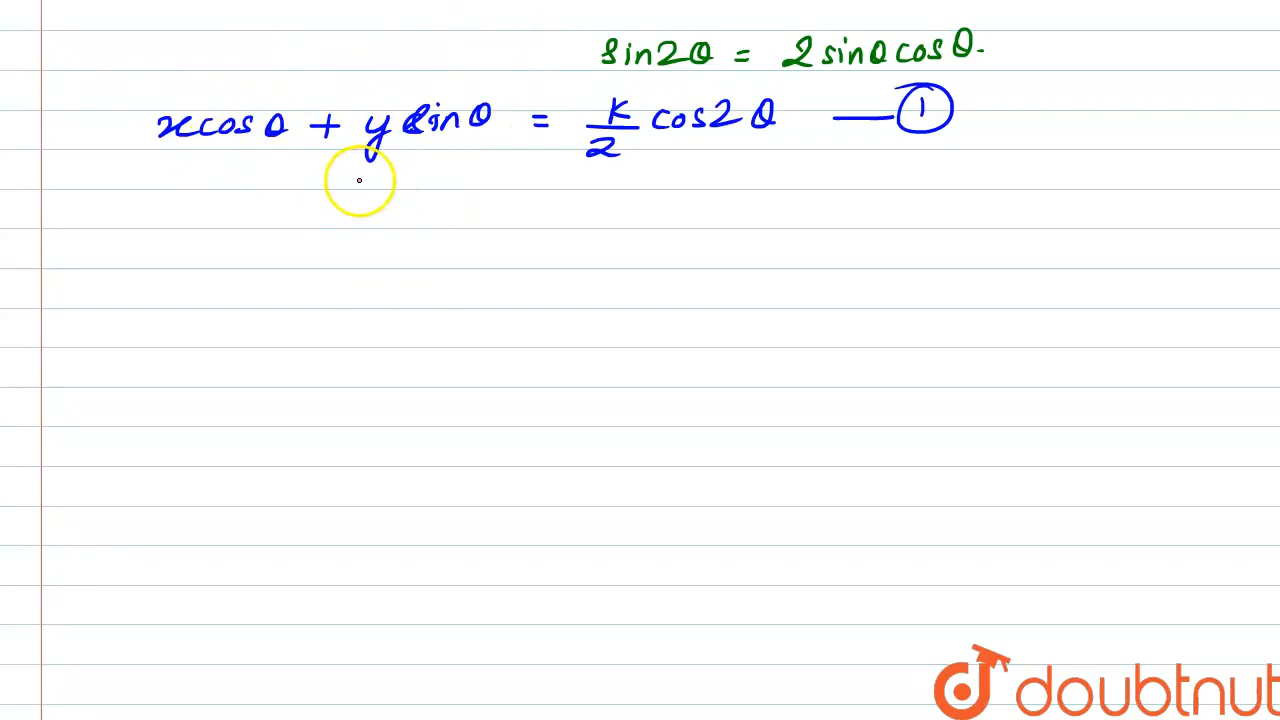 sin2θ = 2sinθcosθ.
xcosθ + ysinθ = k/2 cos2θ — ①
doubtnut